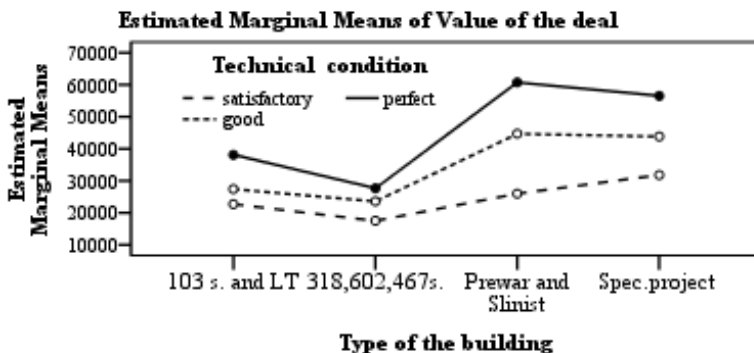 Estimated Marginal Means of Value of the deal
Estimated
Marginal Means
70000
60000
50000
40000
30000
20000
10000
Technical condition
satisfactory
perfect
good
103 s. and LT
318,602,467s.
Prewar and
Slinist
Spec.project
Type of the building